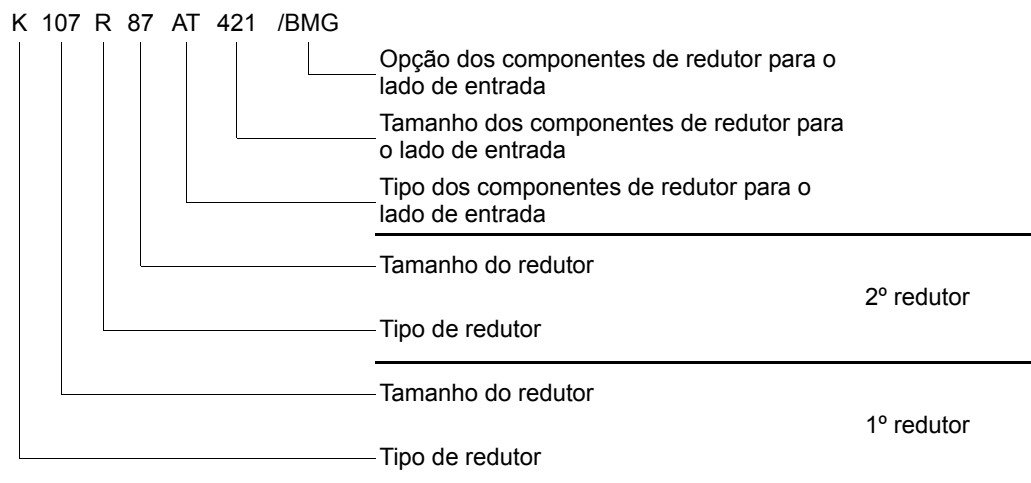 K 107 R 87 AT 421 /BMG
Opção dos componentes de redutor para o
lado de entrada
Tamanho dos componentes de redutor para
o lado de entrada
Tipo dos componentes de redutor para o
lado de entrada
Tamanho do redutor
2º redutor
Tipo de redutor
Tamanho do redutor
1º redutor
Tipo de redutor